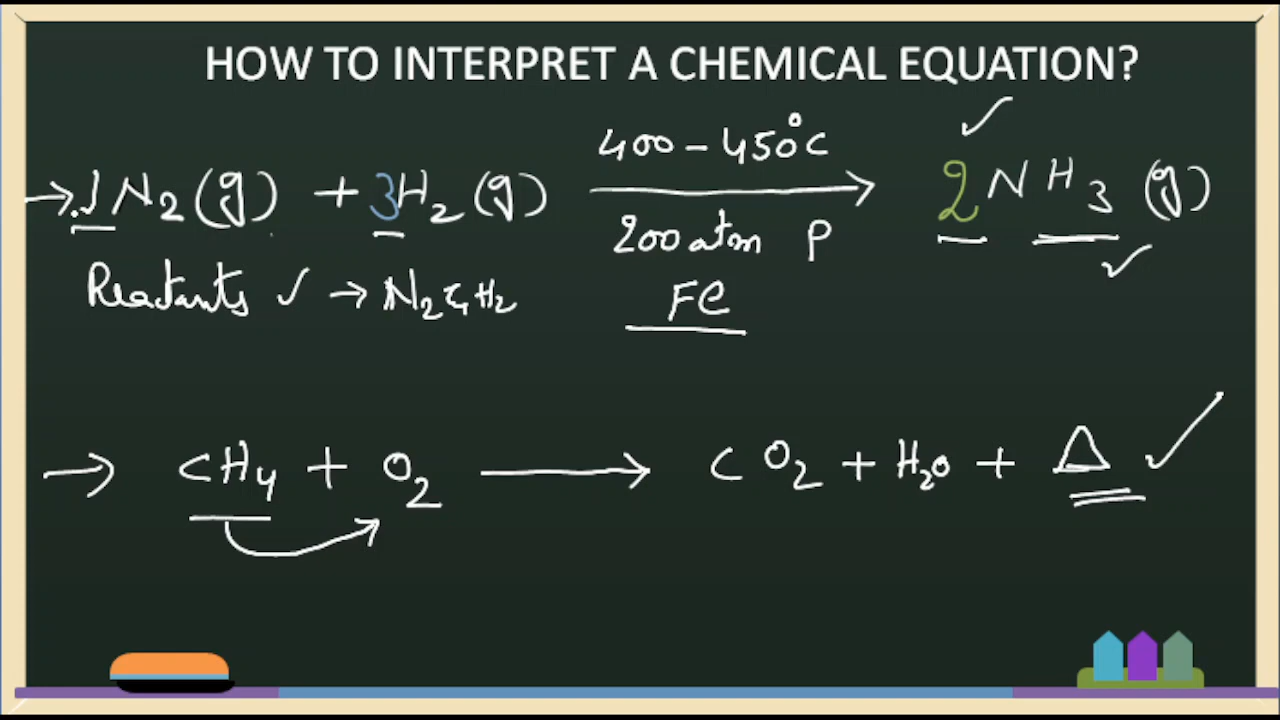 HOW TO INTERPRET A CHEMICAL EQUATION?
400-450°C
→ 1N₂(g) + 3H₂(g) → 2NH₃(g)
200 atm P
Reactants ✓ → N₂ & H₂
Fe
→ CH₄ + O₂ → CO₂ + H₂O + Δ ✓